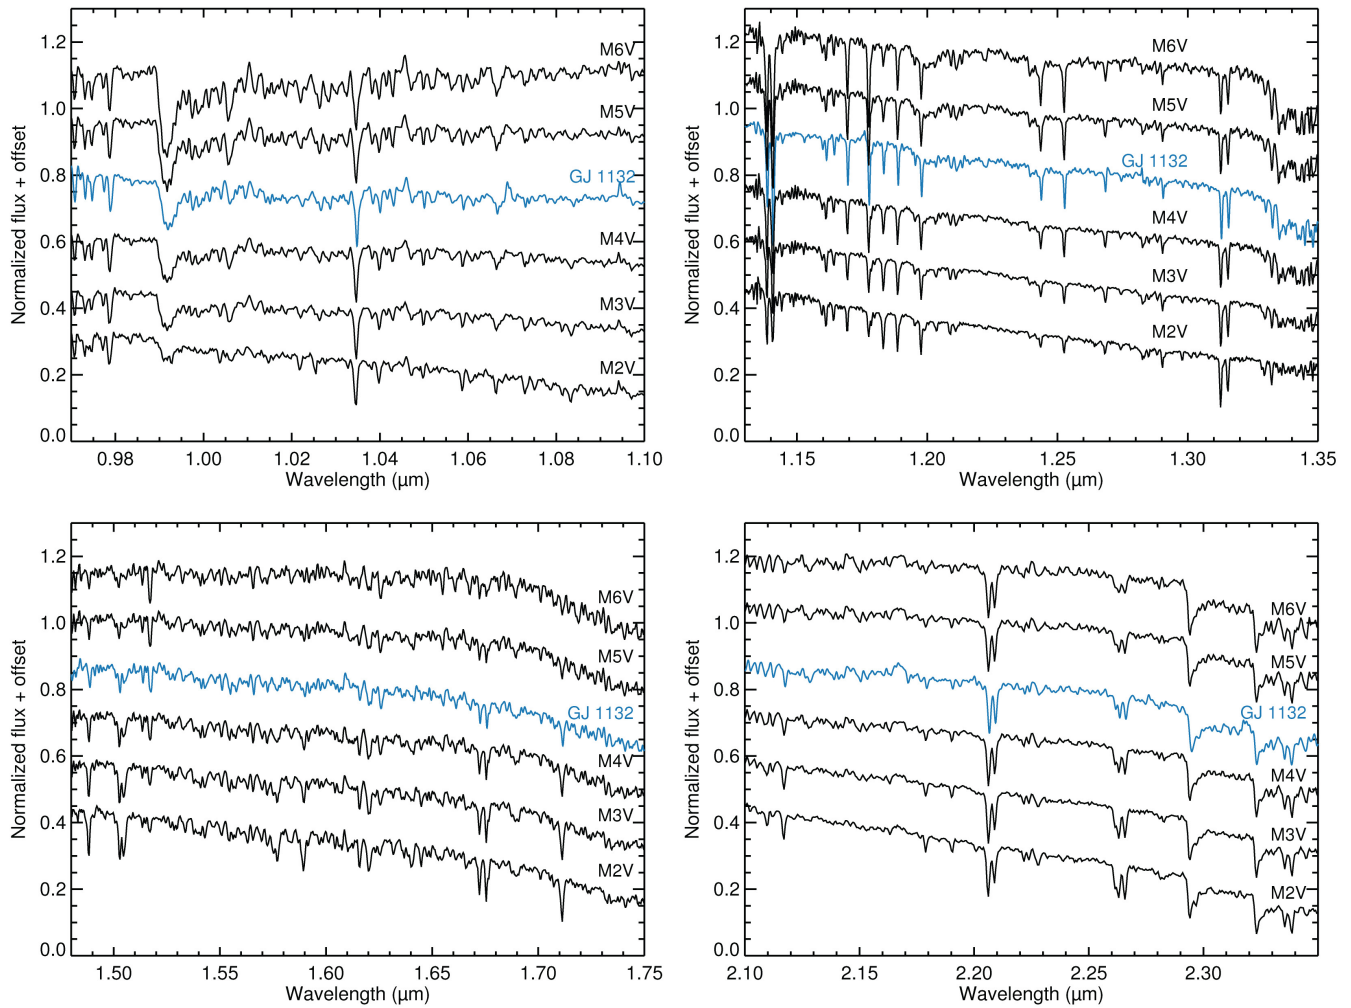 Normalized flux + offset
1.2
1.0
0.8
0.6
0.4
0.2
0.0
M6V
M5V
GJ 1132
M4V
M3V
M2V
0.98 1.00 1.02 1.04 1.06 1.08 1.10
Wavelength (μm)
Normalized flux + offset
1.2
1.0
0.8
0.6
0.4
0.2
0.0
M6V
M5V
GJ 1132
M4V
M3V
M2V
1.15 1.20 1.25 1.30 1.35
Wavelength (μm)
Normalized flux + offset
1.2
1.0
0.8
0.6
0.4
0.2
0.0
M6V
M5V
GJ 1132
M4V
M3V
M2V
1.50 1.55 1.60 1.65 1.70 1.75
Wavelength (μm)
Normalized flux + offset
1.2
1.0
0.8
0.6
0.4
0.2
0.0
M6V
M5V
GJ 1132
M4V
M3V
M2V
2.10 2.15 2.20 2.25 2.30
Wavelength (μm)